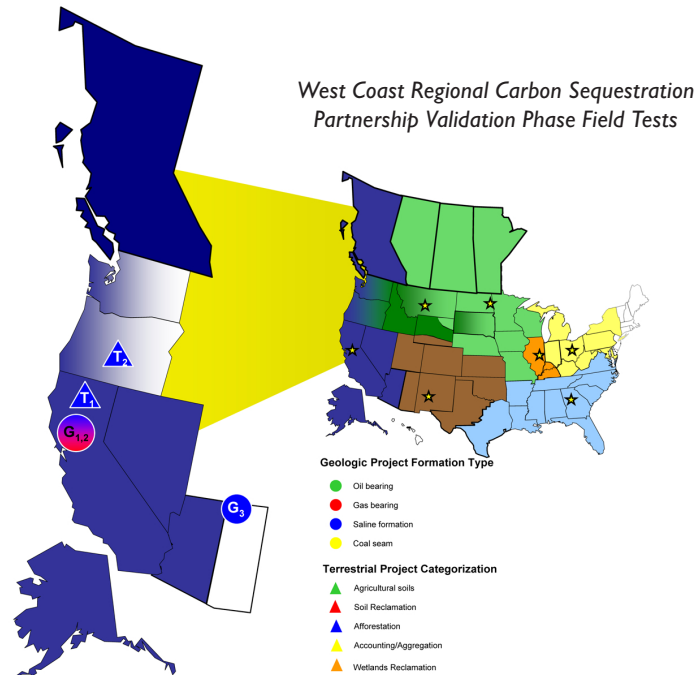 West Coast Regional Carbon Sequestration
Partnership Validation Phase Field Tests
T2
T1
G1,2
G3
Geologic Project Formation Type
Oil bearing
Gas bearing
Saline formation
Coal seam
Terrestrial Project Categorization
Agricultural soils
Soil Reclamation
Afforestation
Accounting/Aggregation
Wetlands Reclamation